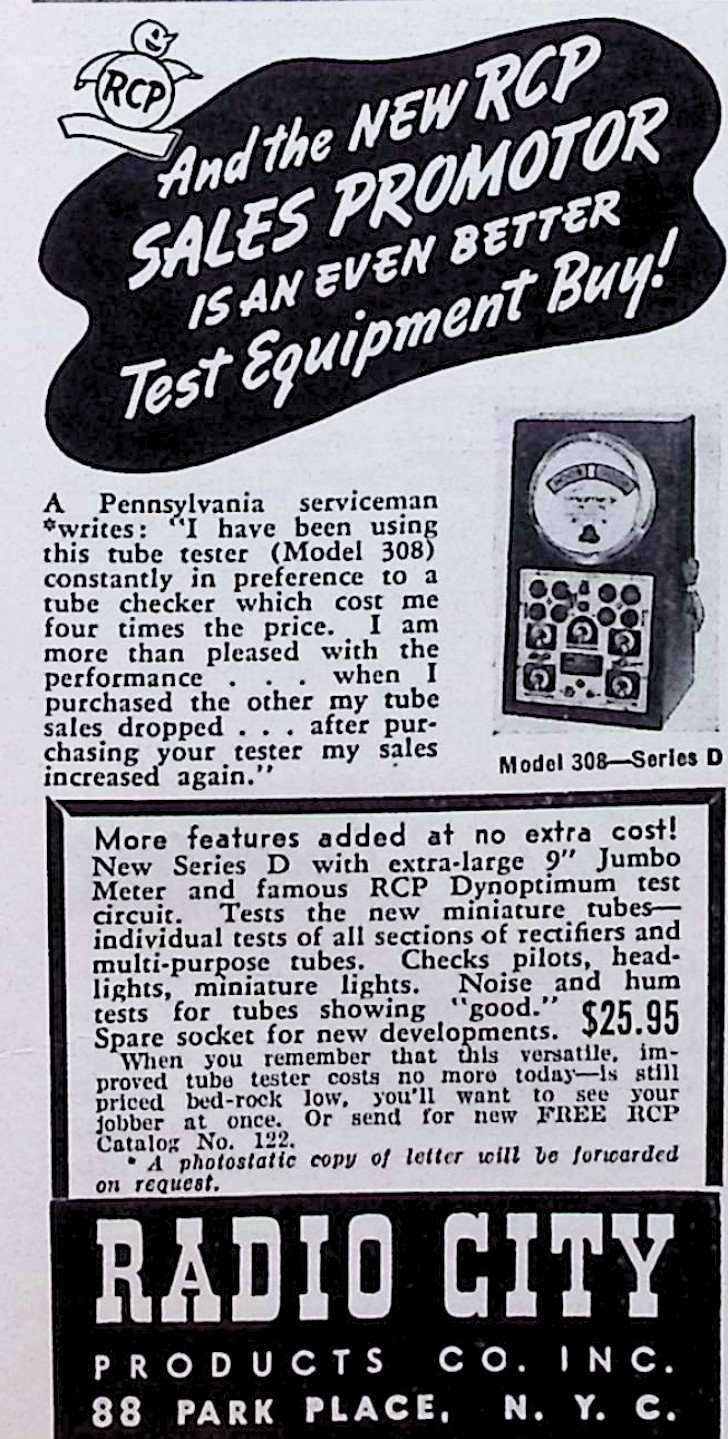 RCP
And the NEW RCP
SALES PROMOTOR
IS AN EVEN BETTER
Test Equipment Buy!
A Pennsylvania serviceman
*writes: "I have been using
this tube tester (Model 308)
constantly in preference to a
tube checker which cost me
four times the price. I am
more than pleased with the
performance . . . when I
purchased the other my tube
sales dropped . . . after pur-
chasing your tester my sales
increased again."
Model 308—Series D
More features added at no extra cost!
New Series D with extra-large 9" Jumbo
Meter and famous RCP Dynoptimum test
circuit. Tests the new miniature tubes—
individual tests of all sections of rectifiers and
multi-purpose tubes. Checks pilots, head-
lights, miniature lights. Noise and hum
tests for tubes showing "good."
Spare socket for new developments. $25.95
When you remember that this versatile, im-
proved tube tester costs no more today—is still
priced bed-rock low, you'll want to see your
jobber at once. Or send for new FREE RCP
Catalog No. 122.
* A photostatic copy of letter will be forwarded
on request.
RADIO CITY
PRODUCTS CO. INC.
88 PARK PLACE, N. Y. C.